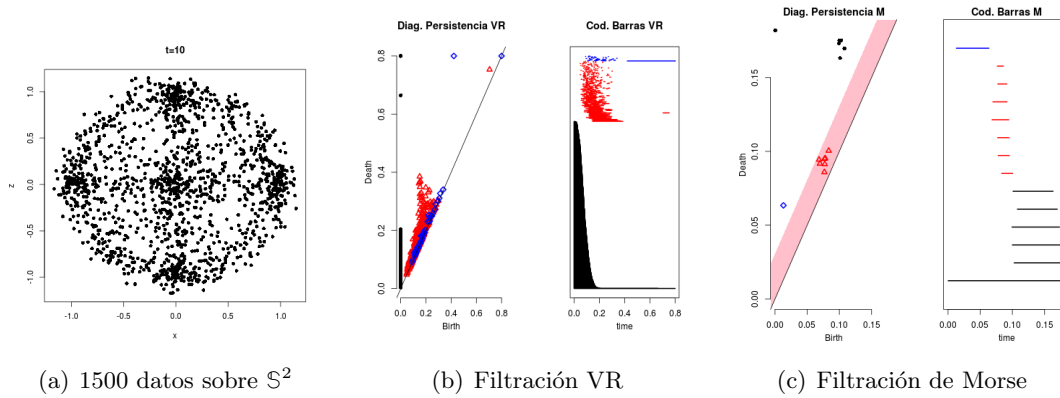 t=10
1.0
0.5
0.0
-0.5
-1.0
z
-1.0 -0.5 0.0 0.5 1.0
x
(a) 1500 datos sobre 𝕊²
Diag. Persistencia VR
0.8
0.6
0.4
0.2
0.0
Death
0.0 0.2 0.4 0.6 0.8
Birth
Cod. Barras VR
0.0 0.2 0.4 0.6 0.8
time
(b) Filtración VR
Diag. Persistencia M
0.15
0.10
0.05
0.00
Death
0.00 0.05 0.10 0.15
Birth
Cod. Barras M
0.00 0.05 0.10 0.15
time
(c) Filtración de Morse